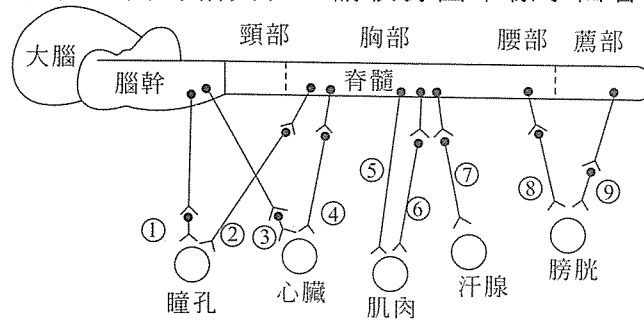 頸部 胸部 腰部 薦部
大腦
腦幹 脊髓
① ② ③ ④ ⑤ ⑥ ⑦ ⑧ ⑨
瞳孔 心臟 肌肉 汗腺 膀胱